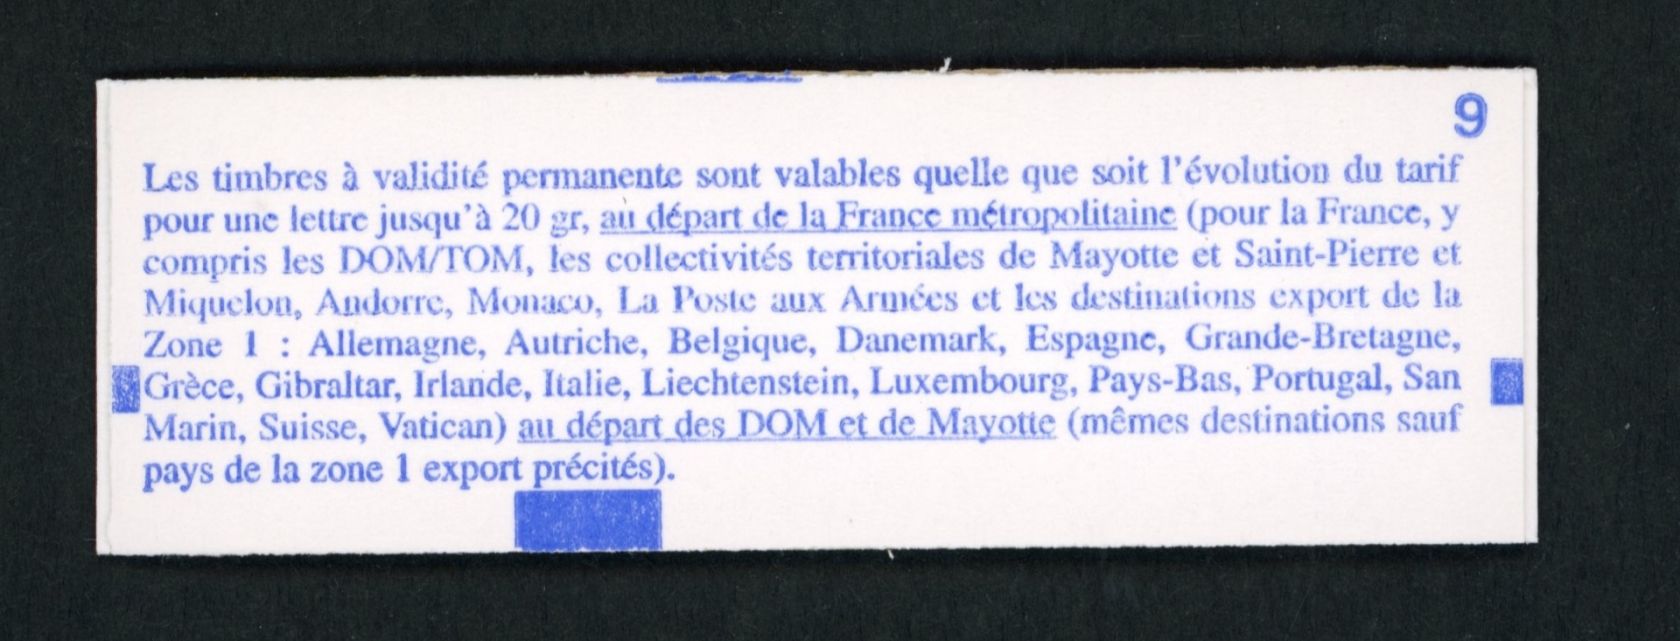 9
Les timbres à validité permanente sont valables quelle que soit l'évolution du tarif
pour une lettre jusqu'à 20 gr, au départ de la France métropolitaine (pour la France, y
compris les DOM/TOM, les collectivités territoriales de Mayotte et Saint-Pierre et
Miquelon, Andorre, Monaco, La Poste aux Armées et les destinations export de la
Zone 1 : Allemagne, Autriche, Belgique, Danemark, Espagne, Grande-Bretagne,
Grèce, Gibraltar, Irlande, Italie, Liechtenstein, Luxembourg, Pays-Bas, Portugal, San
Marin, Suisse, Vatican) au départ des DOM et de Mayotte (mêmes destinations sauf
pays de la zone 1 export précités).